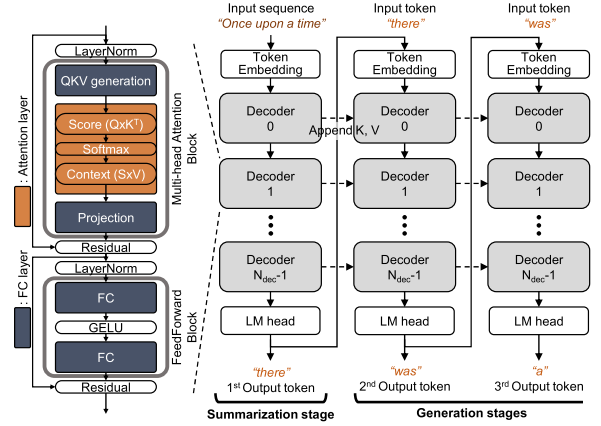 LayerNorm
QKV generation
Score (QxKᵀ)
Softmax
Context (SxV)
Projection
Residual
LayerNorm
FC
GELU
FC
Residual
: Attention layer
: FC layer
Multi-head Attention
Block
FeedForward
Block
Input sequence
“Once upon a time”
Token
Embedding
Decoder
0
Append K, V
Decoder
1
Decoder
N_dec-1
LM head
“there”
1st Output token
Summarization stage
Input token
“there”
Token
Embedding
Decoder
0
Decoder
1
Decoder
N_dec-1
LM head
“was”
2nd Output token
Input token
“was”
Token
Embedding
Decoder
0
Decoder
1
Decoder
N_dec-1
LM head
“a”
3rd Output token
Generation stages